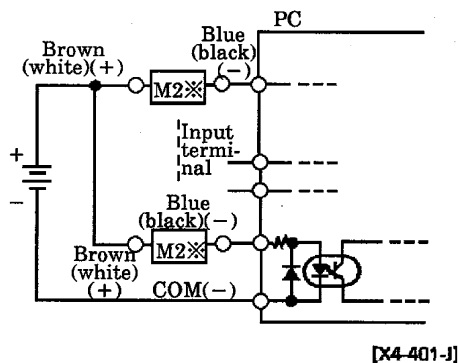 PC
Brown
(white)(+)
Blue
(black)
(−)
M2※
+
−
Input
termi-
nal
Blue
(black)(−)
M2※
Brown
(white)
(+)
COM(−)
[X4-401-J]